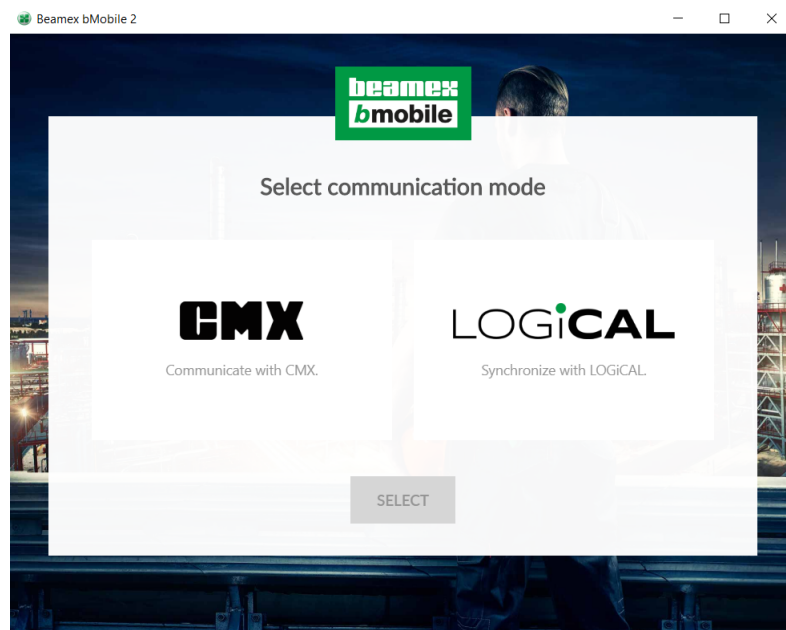 Beamex bMobile 2
beamex
bmobile
Select communication mode
CMX
Communicate with CMX.
LOGiCAL
Synchronize with LOGiCAL.
SELECT